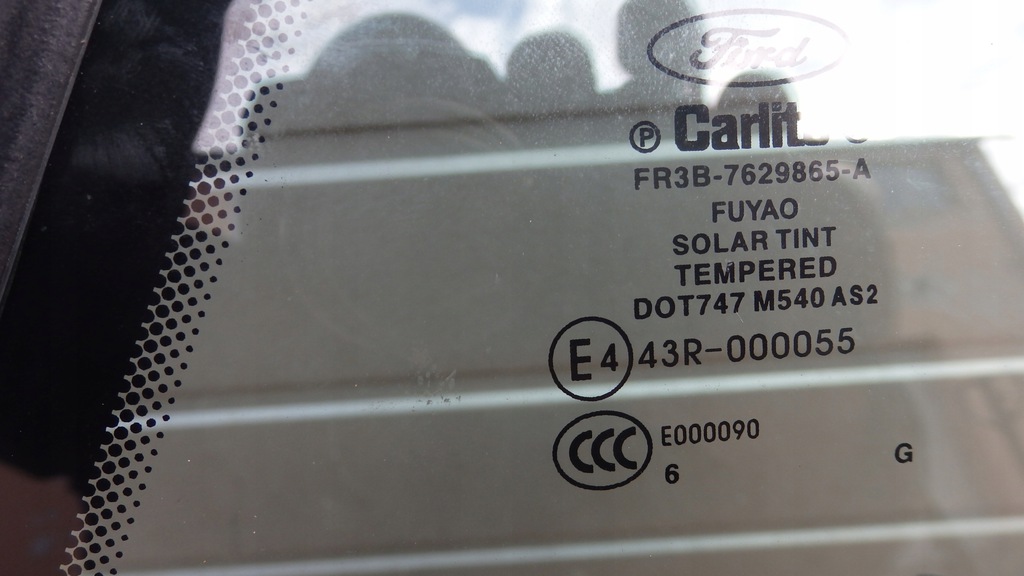 Ford
Ⓟ Carlite
FR3B-7629865-A
FUYAO
SOLAR TINT
TEMPERED
DOT747 M540 AS2
E4 43R-000055
CCC E000090
6 G